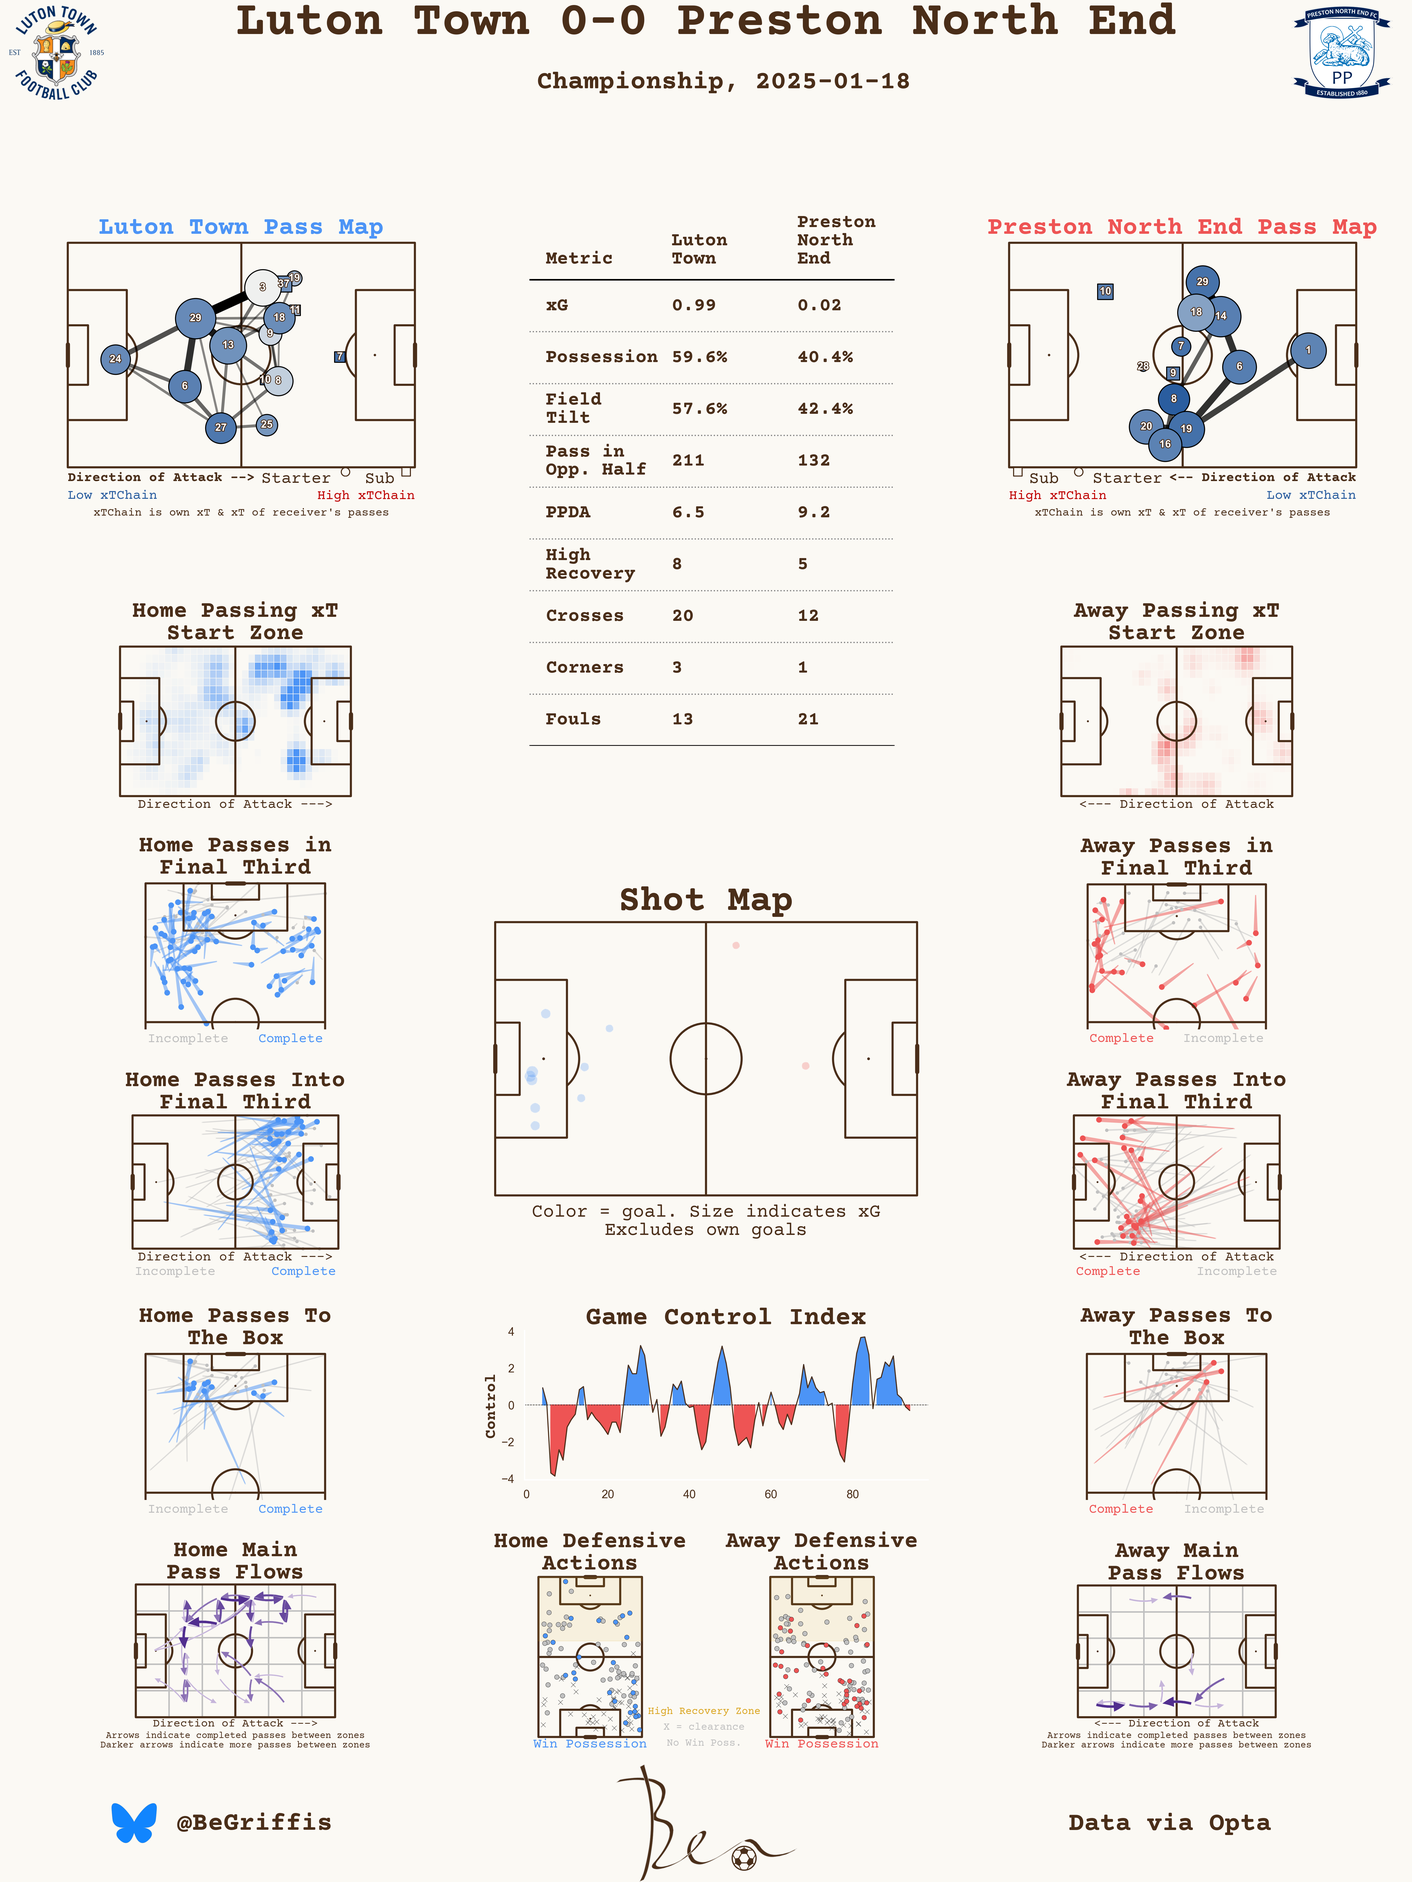 Luton Town 0-0 Preston North End
Championship, 2025-01-18
LUTON TOWN
EST 1885
FOOTBALL CLUB
PRESTON NORTH END FC
PP
ESTABLISHED 1880
Luton Town Pass Map
3
37
19
29
18
11
9
13
7
24
10
8
6
27
25
Direction of Attack --> Starter Sub
Low xTChain High xTChain
xTChain is own xT & xT of receiver's passes
Metric Luton Town Preston North End
xG 0.99 0.02
Possession 59.6% 40.4%
Field Tilt 57.6% 42.4%
Pass in Opp. Half 211 132
PPDA 6.5 9.2
High Recovery 8 5
Crosses 20 12
Corners 3 1
Fouls 13 21
Preston North End Pass Map
29
10
18
14
7
1
28
9
6
8
20
19
16
Sub Starter <-- Direction of Attack
High xTChain Low xTChain
xTChain is own xT & xT of receiver's passes
Home Passing xT
Start Zone
Direction of Attack --->
Away Passing xT
Start Zone
<--- Direction of Attack
Home Passes in
Final Third
Incomplete Complete
Away Passes in
Final Third
Complete Incomplete
Shot Map
Color = goal. Size indicates xG
Excludes own goals
Home Passes Into
Final Third
Direction of Attack --->
Incomplete Complete
Away Passes Into
Final Third
<--- Direction of Attack
Complete Incomplete
Home Passes To
The Box
Incomplete Complete
Game Control Index
Control
4
2
0
−2
−4
0 20 40 60 80
Away Passes To
The Box
Complete Incomplete
Home Main
Pass Flows
Direction of Attack --->
Arrows indicate completed passes between zones
Darker arrows indicate more passes between zones
Home Defensive
Actions
Win Possession
High Recovery Zone
X = clearance
No Win Poss.
Away Defensive
Actions
Win Possession
Away Main
Pass Flows
<--- Direction of Attack
Arrows indicate completed passes between zones
Darker arrows indicate more passes between zones
@BeGriffis
Ben
Data via Opta